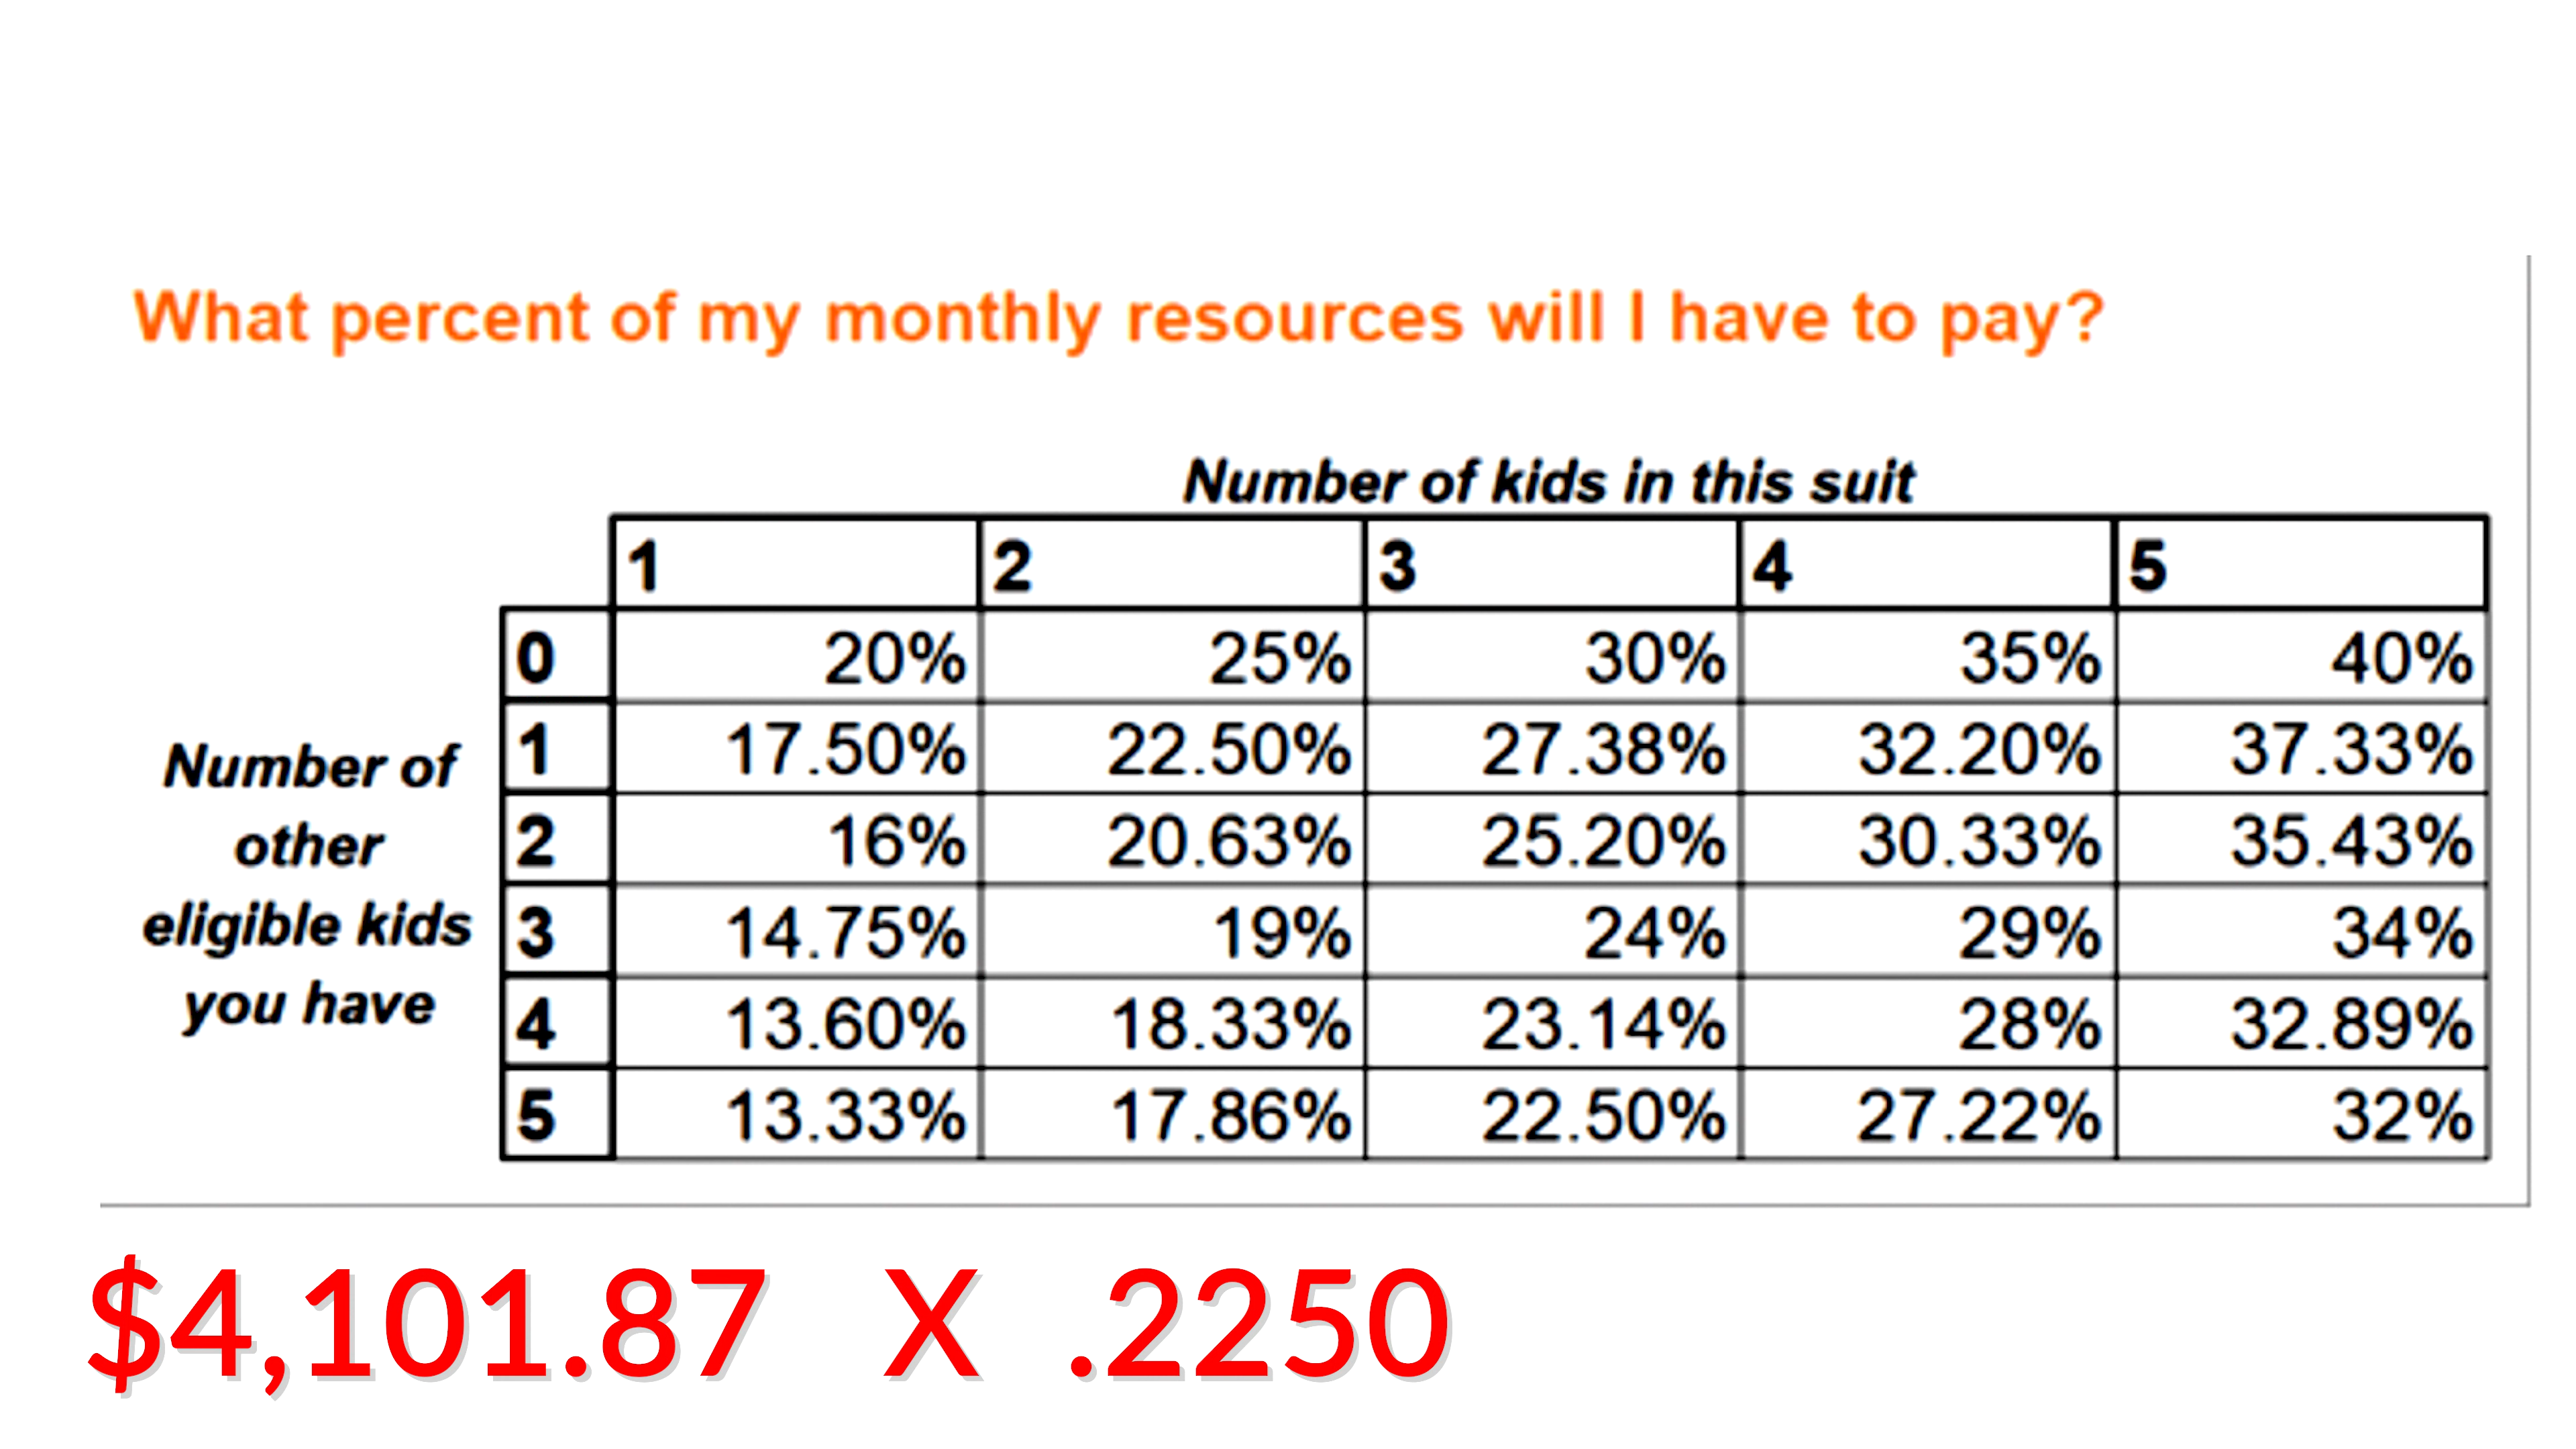 What percent of my monthly resources will I have to pay?
Number of kids in this suit
1 2 3 4 5
0 20% 25% 30% 35% 40%
1 17.50% 22.50% 27.38% 32.20% 37.33%
2 16% 20.63% 25.20% 30.33% 35.43%
3 14.75% 19% 24% 29% 34%
4 13.60% 18.33% 23.14% 28% 32.89%
5 13.33% 17.86% 22.50% 27.22% 32%
Number of
other
eligible kids
you have
$4,101.87 X .2250